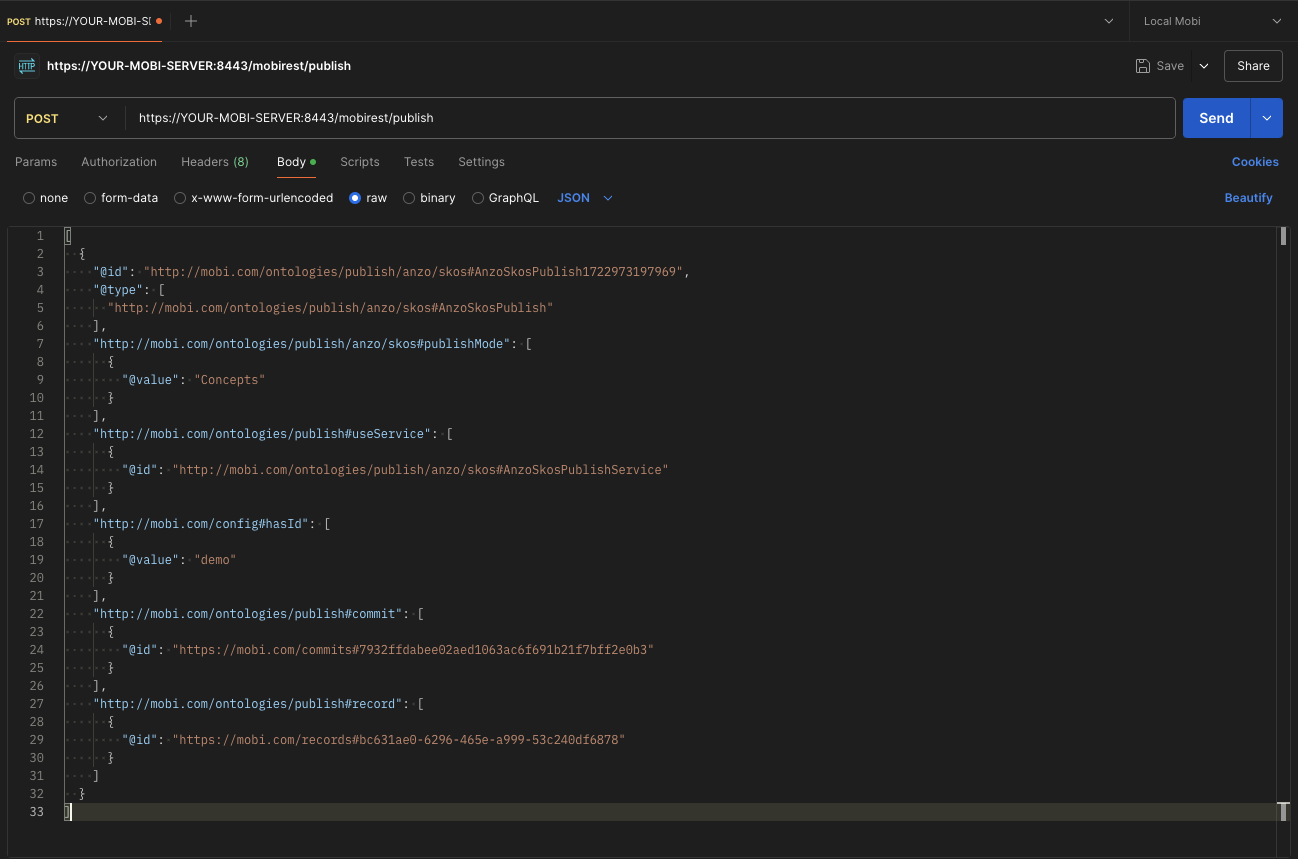 POST https://YOUR-MOBI-SE
Local Mobi
HTTP https://YOUR-MOBI-SERVER:8443/mobirest/publish
Save
Share
POST https://YOUR-MOBI-SERVER:8443/mobirest/publish
Send
Params Authorization Headers (8) Body Scripts Tests Settings Cookies
none form-data x-www-form-urlencoded raw binary GraphQL JSON Beautify
1 [
2 {
3 "@id": "http://mobi.com/ontologies/publish/anzo/skos#AnzoSkosPublish1722973197969",
4 "@type": [
5 "http://mobi.com/ontologies/publish/anzo/skos#AnzoSkosPublish"
6 ],
7 "http://mobi.com/ontologies/publish/anzo/skos#publishMode": [
8 {
9 "@value": "Concepts"
10 }
11 ],
12 "http://mobi.com/ontologies/publish#useService": [
13 {
14 "@id": "http://mobi.com/ontologies/publish/anzo/skos#AnzoSkosPublishService"
15 }
16 ],
17 "http://mobi.com/config#hasId": [
18 {
19 "@value": "demo"
20 }
21 ],
22 "http://mobi.com/ontologies/publish#commit": [
23 {
24 "@id": "https://mobi.com/commits#7932ffdabee02aed1063ac6f691b21f7bff2e0b3"
25 }
26 ],
27 "http://mobi.com/ontologies/publish#record": [
28 {
29 "@id": "https://mobi.com/records#bc631ae0-6296-465e-a999-53c240df6878"
30 }
31 ]
32 }
33 ]